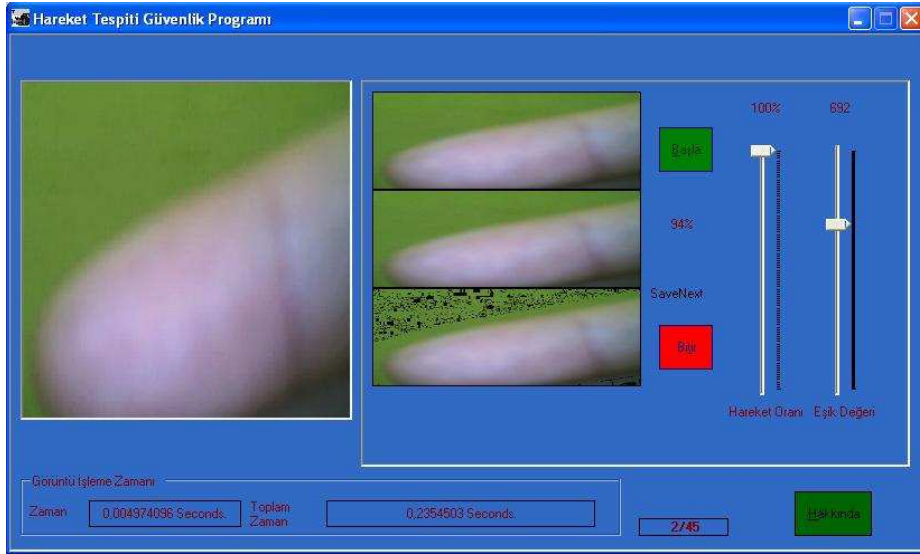 Hareket Tespiti Güvenlik Programı
100%
692
Başla
94%
SaveNext
Hareket Oranı
Eşik Değeri
Görüntü İşleme Zamanı
Zaman
0,004974096 Seconds.
Toplam
Zaman
0,2354503 Seconds.
2/45
Hakkında